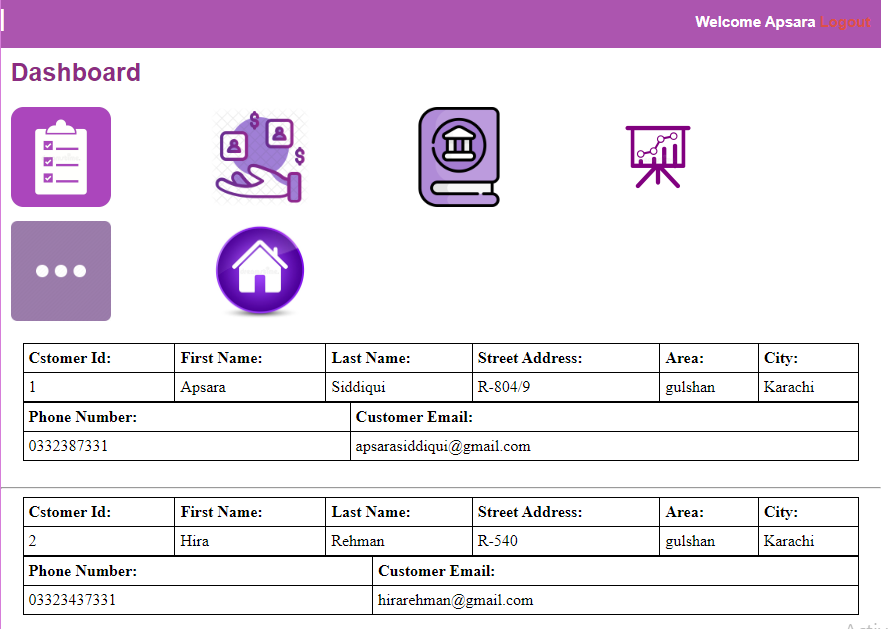 Welcome Apsara Logout
Dashboard
$
$
Cstomer Id: First Name: Last Name: Street Address: Area: City:
1 Apsara Siddiqui R-804/9 gulshan Karachi
Phone Number: Customer Email:
0332387331 apsarasiddiqui@gmail.com
Cstomer Id: First Name: Last Name: Street Address: Area: City:
2 Hira Rehman R-540 gulshan Karachi
Phone Number: Customer Email:
03323437331 hirarehman@gmail.com